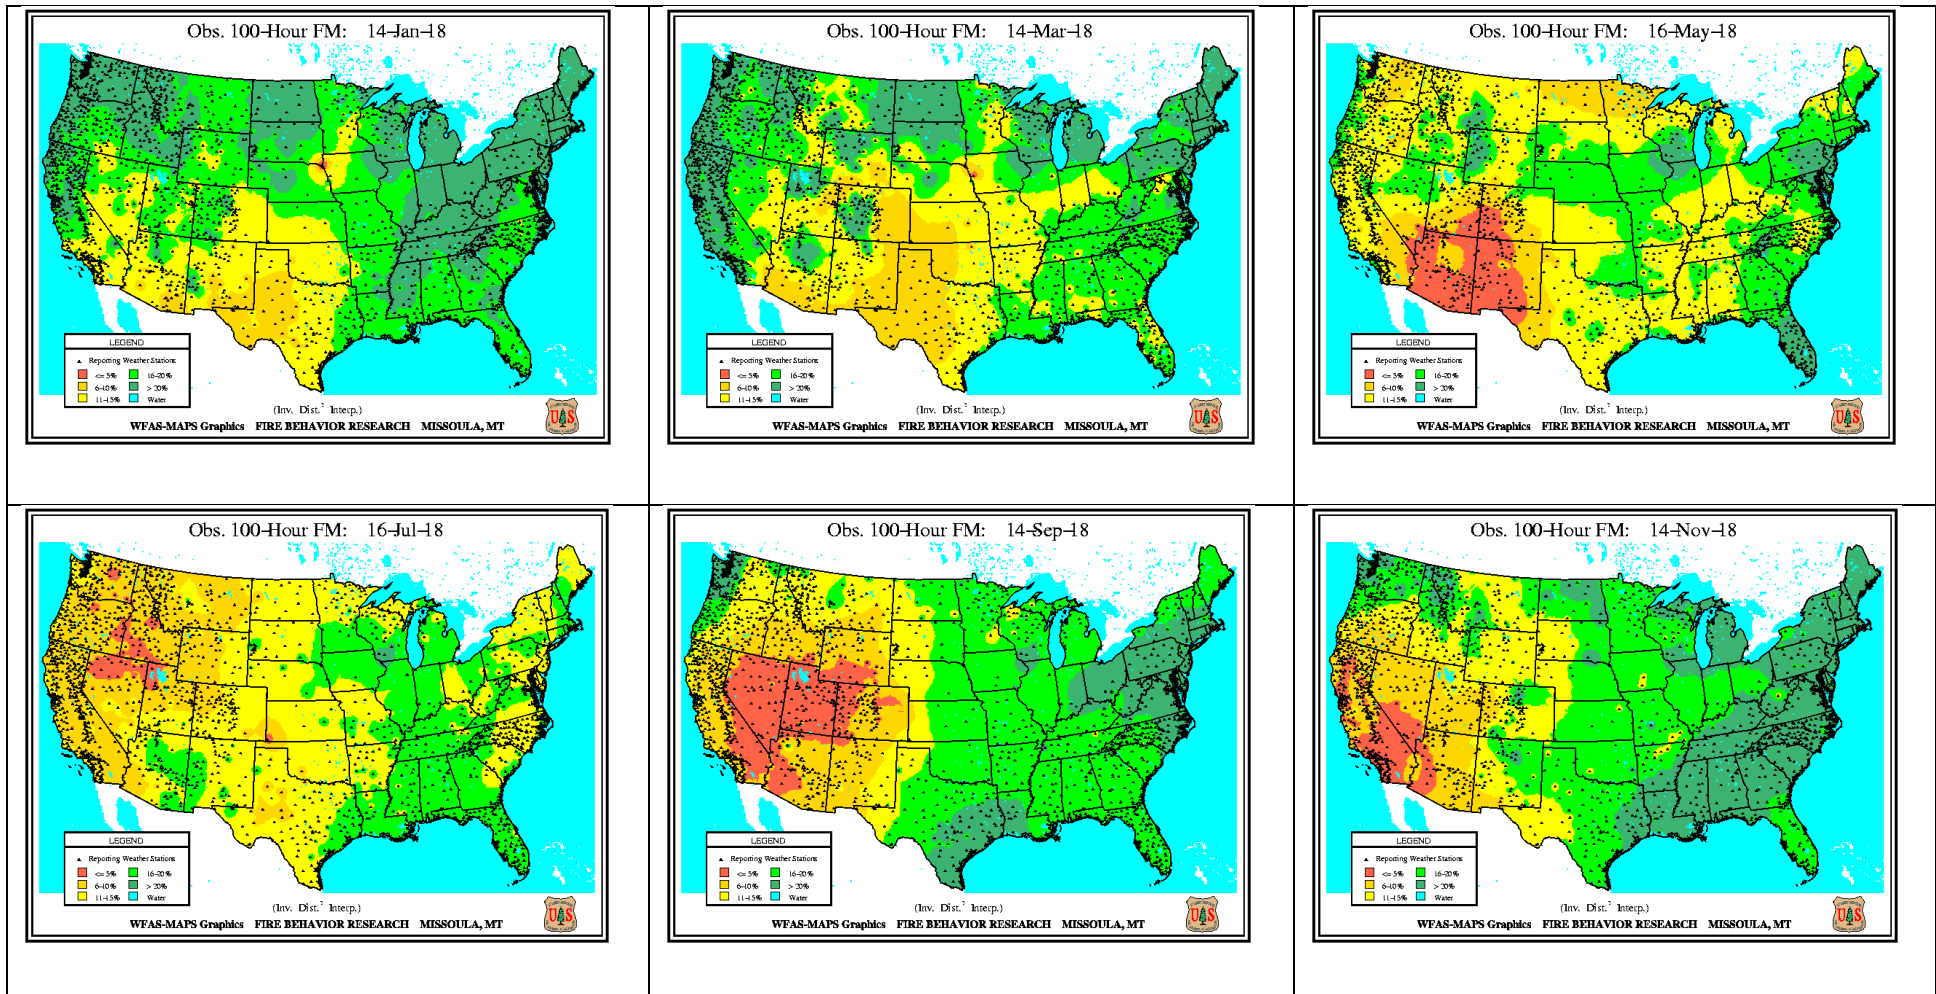 Obs. 100-Hour FM: 14-Jan-18
LEGEND
Reporting Weather Stations
<= 5% 16-20%
6-10% > 20%
11-15% Water
(Inv. Dist.² Interp.)
WFAS-MAPS Graphics FIRE BEHAVIOR RESEARCH MISSOULA, MT
U S
Obs. 100-Hour FM: 14-Mar-18
LEGEND
Reporting Weather Stations
<= 5% 16-20%
6-10% > 20%
11-15% Water
(Inv. Dist.² Interp.)
WFAS-MAPS Graphics FIRE BEHAVIOR RESEARCH MISSOULA, MT
U S
Obs. 100-Hour FM: 16-May-18
LEGEND
Reporting Weather Stations
<= 5% 16-20%
6-10% > 20%
11-15% Water
(Inv. Dist.² Interp.)
WFAS-MAPS Graphics FIRE BEHAVIOR RESEARCH MISSOULA, MT
U S
Obs. 100-Hour FM: 16-Jul-18
LEGEND
Reporting Weather Stations
<= 5% 16-20%
6-10% > 20%
11-15% Water
(Inv. Dist.² Interp.)
WFAS-MAPS Graphics FIRE BEHAVIOR RESEARCH MISSOULA, MT
U S
Obs. 100-Hour FM: 14-Sep-18
LEGEND
Reporting Weather Stations
<= 5% 16-20%
6-10% > 20%
11-15% Water
(Inv. Dist.² Interp.)
WFAS-MAPS Graphics FIRE BEHAVIOR RESEARCH MISSOULA, MT
U S
Obs. 100-Hour FM: 14-Nov-18
LEGEND
Reporting Weather Stations
<= 5% 16-20%
6-10% > 20%
11-15% Water
(Inv. Dist.² Interp.)
WFAS-MAPS Graphics FIRE BEHAVIOR RESEARCH MISSOULA, MT
U S